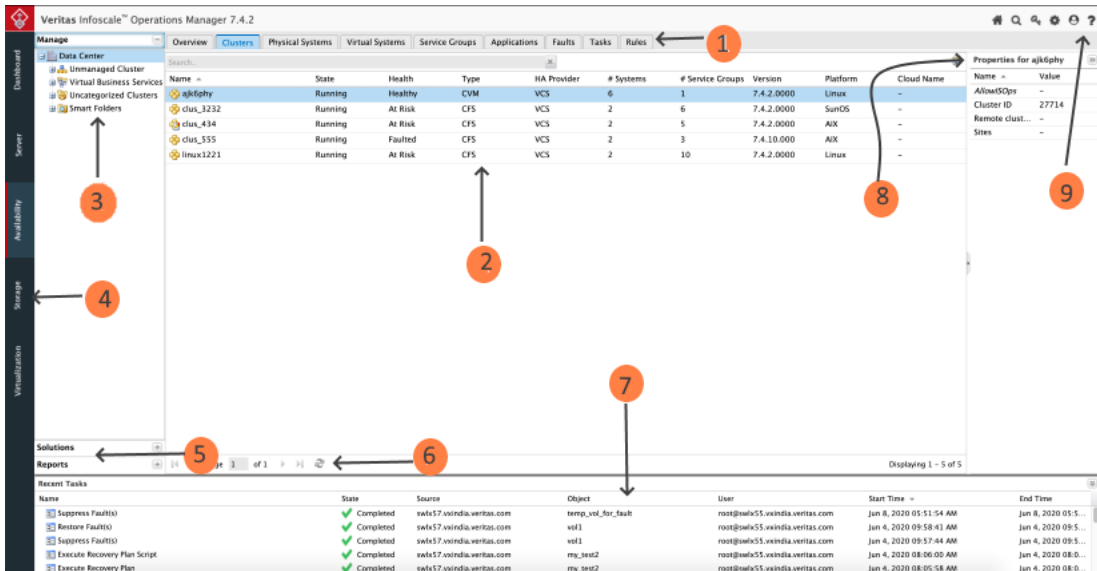 Veritas Infoscale™ Operations Manager 7.4.2
Manage
Overview Clusters Physical Systems Virtual Systems Service Groups Applications Faults Tasks Rules
1
Dashboard
Server
Availability
Storage
Virtualization
Data Center
Unmanaged Cluster
Virtual Business Services
Uncategorized Clusters
Smart Folders
3
4
Search..
Name State Health Type HA Provider # Systems # Service Groups Version Platform Cloud Name
ajk6phy Running Healthy CVM VCS 6 1 7.4.2.0000 Linux –
clus_3232 Running At Risk CFS VCS 2 6 7.4.2.0000 SunOS –
clus_434 Running At Risk CFS VCS 2 5 7.4.2.0000 AIX –
clus_555 Running Faulted CFS VCS 2 3 7.4.10.0000 AIX –
linux1221 Running At Risk CFS VCS 2 10 7.4.2.0000 Linux –
2
8
Properties for ajk6phy
Name Value
AllowISOps –
Cluster ID 27714
Remote clust... –
Sites –
9
7
Solutions
Reports
5
1 of 1
6
Displaying 1 – 5 of 5
Recent Tasks
Name State Source Object User Start Time End Time
Suppress Fault(s) Completed swlx57.vxindia.veritas.com temp_vol_for_fault root@swlx55.vxindia.veritas.com Jun 8, 2020 05:51:54 AM Jun 8, 2020 05:5...
Restore Fault(s) Completed swlx57.vxindia.veritas.com vol1 root@swlx55.vxindia.veritas.com Jun 4, 2020 09:58:41 AM Jun 4, 2020 09:5...
Suppress Fault(s) Completed swlx57.vxindia.veritas.com vol1 root@swlx55.vxindia.veritas.com Jun 4, 2020 09:57:44 AM Jun 4, 2020 09:5...
Execute Recovery Plan Script Completed swlx57.vxindia.veritas.com my_test2 root@swlx55.vxindia.veritas.com Jun 4, 2020 08:06:00 AM Jun 4, 2020 08:0...
Execute Recovery Plan Completed swlx57.vxindia.veritas.com my_test2 root@swlx55.vxindia.veritas.com Jun 4, 2020 08:05:58 AM Jun 4, 2020 08:0...